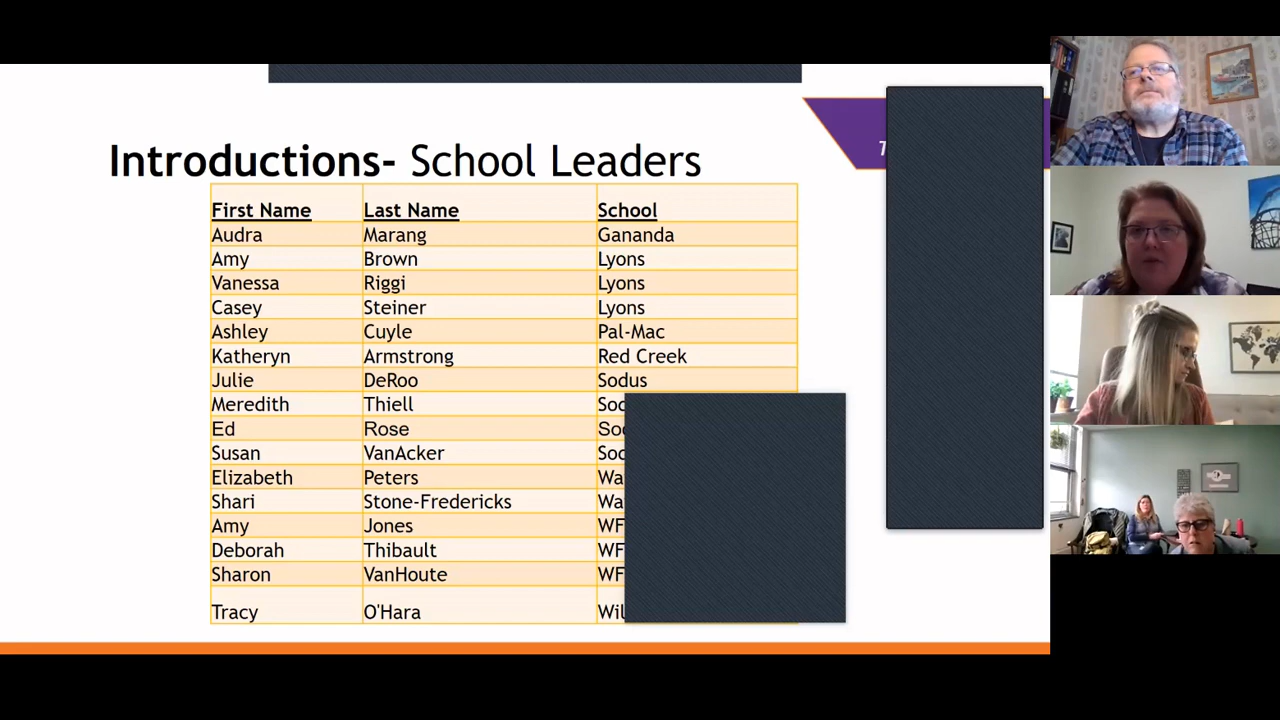 Introductions- School Leaders
First Name Last Name School
Audra Marang Gananda
Amy Brown Lyons
Vanessa Riggi Lyons
Casey Steiner Lyons
Ashley Cuyle Pal-Mac
Katheryn Armstrong Red Creek
Julie DeRoo Sodus
Meredith Thiell
Ed Rose
Susan VanAcker
Elizabeth Peters
Shari Stone-Fredericks
Amy Jones
Deborah Thibault
Sharon VanHoute
Tracy O'Hara